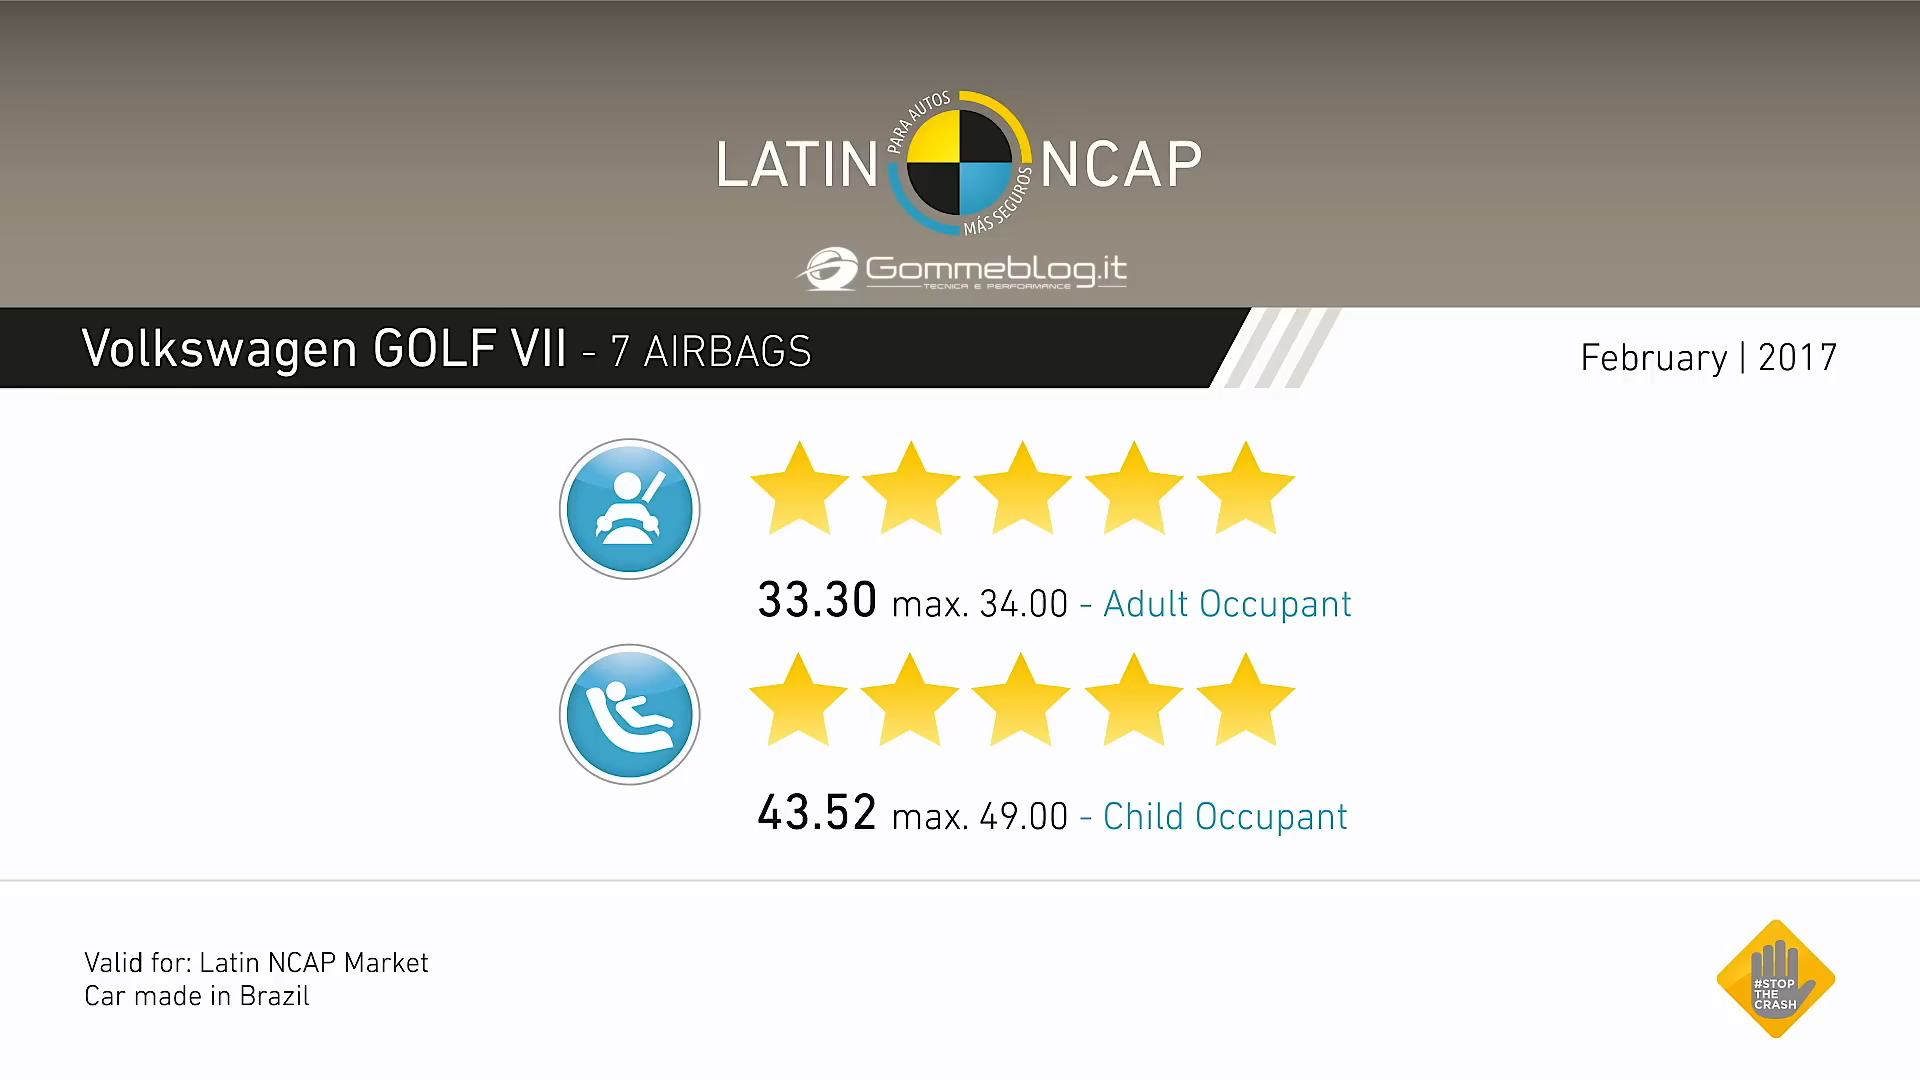 PARA AUTOS
LATIN NCAP
MÁS SEGUROS
Gommeblog.it
TECNICA E PERFORMANCE
Volkswagen GOLF VII - 7 AIRBAGS
February | 2017
33.30 max. 34.00 - Adult Occupant
43.52 max. 49.00 - Child Occupant
Valid for: Latin NCAP Market
Car made in Brazil
#STOP
THE
CRASH